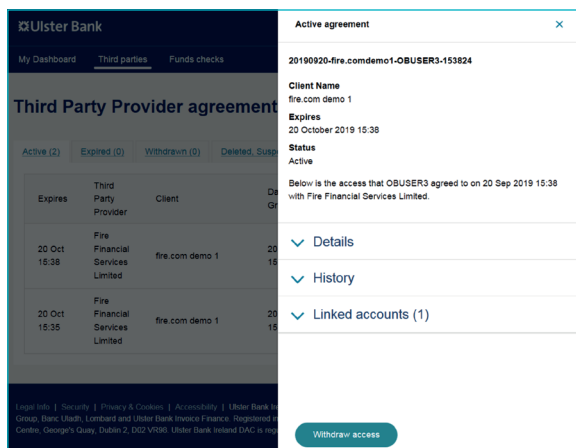 Ulster Bank
My Dashboard Third parties Funds checks
Third Party Provider agreement
Active (2) Expired (0) Withdrawn (0) Deleted, Susp
Expires Third Party Provider Client Da Gr
20 Oct 15:38 Fire Financial Services Limited fire.com demo 1 20 15
20 Oct 15:35 Fire Financial Services Limited fire.com demo 1 20 15
Legal Info | Security | Privacy & Cookies | Accessibility | Ulster Bank Ire
Group, Banc Uladh, Lombard and Ulster Bank Invoice Finance. Registered in
Centre, George's Quay, Dublin 2, D02 VR98. Ulster Bank Ireland DAC is reg
Active agreement
20190920-fire.comdemo1-OBUSER3-153824
Client Name
fire.com demo 1
Expires
20 October 2019 15:38
Status
Active
Below is the access that OBUSER3 agreed to on 20 Sep 2019 15:38
with Fire Financial Services Limited.
Details
History
Linked accounts (1)
Withdraw access